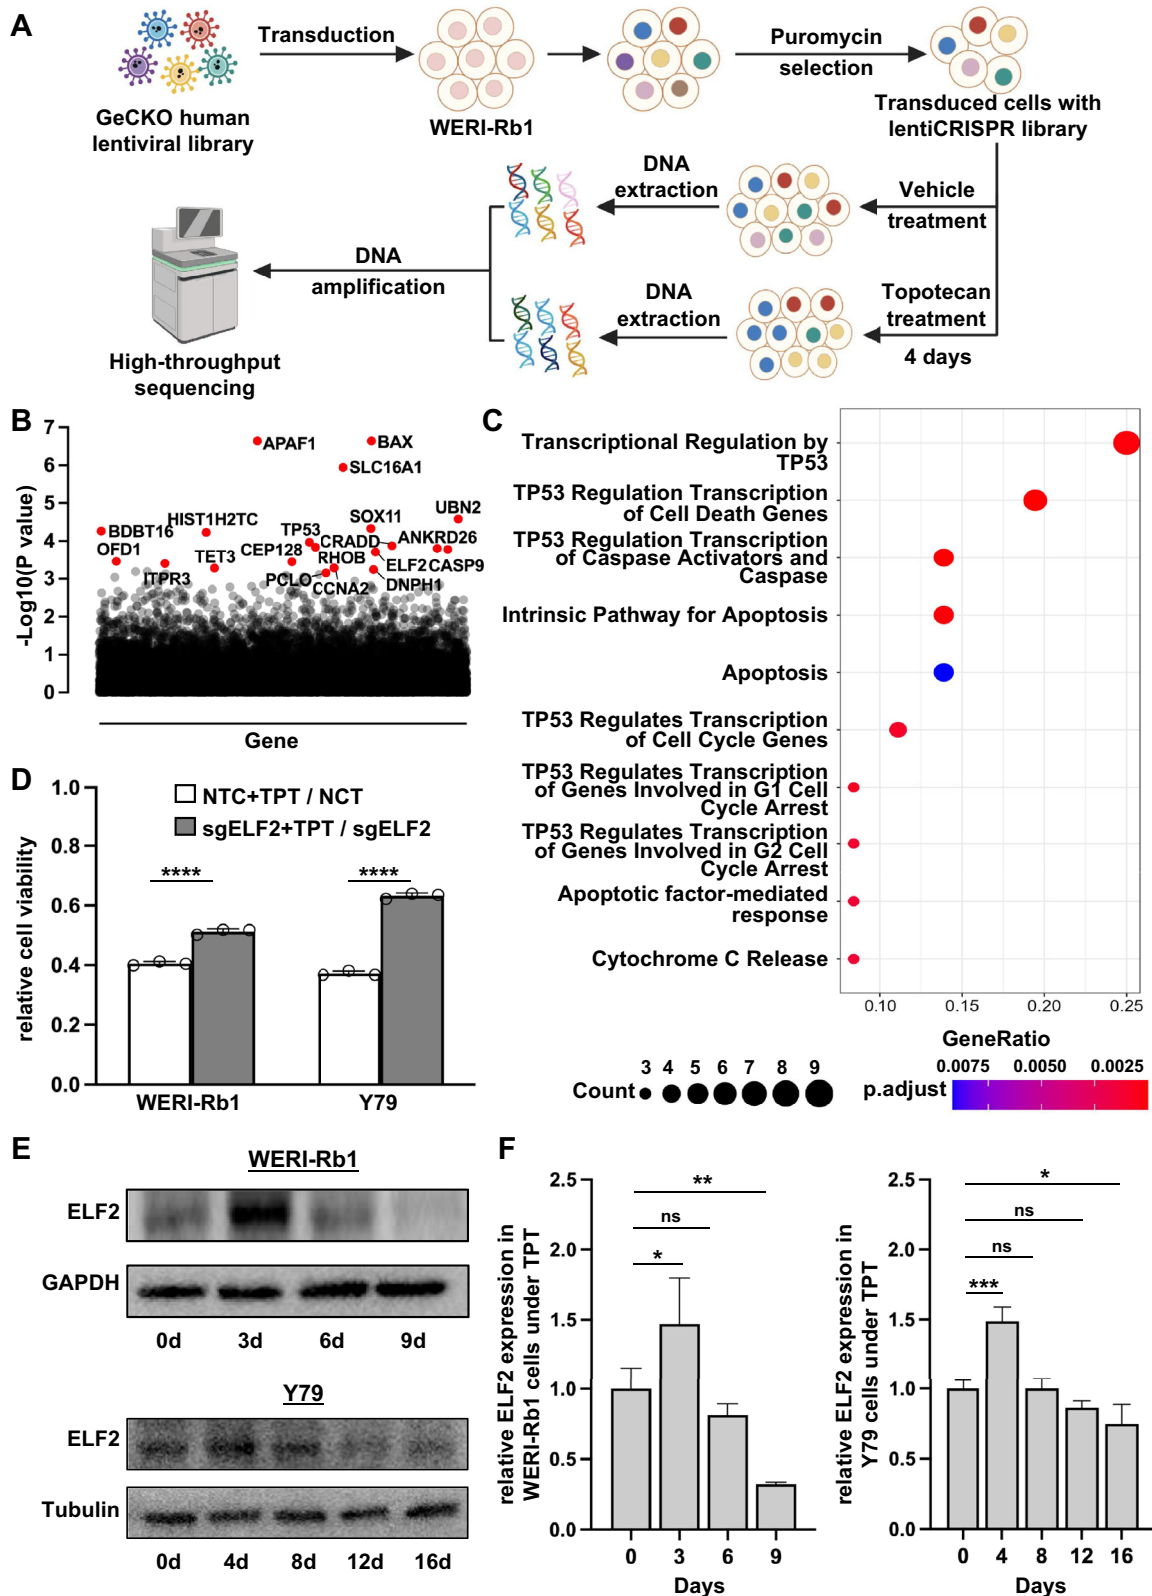 A
Transduction
Puromycin
selection
GeCKO human
lentiviral library
WERI-Rb1
Transduced cells with
lentiCRISPR library
DNA
extraction
Vehicle
treatment
DNA
amplification
DNA
extraction
Topotecan
treatment
4 days
High-throughput
sequencing
B
-Log10(P value)
7
6
5
4
3
2
1
0
APAF1
BAX
SLC16A1
UBN2
SOX11
BDBT16
HIST1H2TC
TP53
CRADD
ANKRD26
OFD1
TET3
CEP128
RHOB
ELF2
CASP9
ITPR3
PCLO
CCNA2
DNPH1
Gene
C
Transcriptional Regulation by
TP53
TP53 Regulation Transcription
of Cell Death Genes
TP53 Regulation Transcription
of Caspase Activators and
Caspase
Intrinsic Pathway for Apoptosis
Apoptosis
TP53 Regulates Transcription
of Cell Cycle Genes
TP53 Regulates Transcription
of Genes Involved in G1 Cell
Cycle Arrest
TP53 Regulates Transcription
of Genes Involved in G2 Cell
Cycle Arrest
Apoptotic factor-mediated
response
Cytochrome C Release
0.10 0.15 0.20 0.25
GeneRatio
3 4 5 6 7 8 9
Count
0.0075 0.0050 0.0025
p.adjust
D
relative cell viability
1.0
0.8
0.6
0.4
0.2
0.0
NTC+TPT / NCT
sgELF2+TPT / sgELF2
**** ****
WERI-Rb1 Y79
E
WERI-Rb1
ELF2
GAPDH
0d 3d 6d 9d
Y79
ELF2
Tubulin
0d 4d 8d 12d 16d
F
relative ELF2 expression in
WERI-Rb1 cells under TPT
2.5
2.0
1.5
1.0
0.5
0.0
**
ns
*
0 3 6 9
Days
relative ELF2 expression in
Y79 cells under TPT
2.5
2.0
1.5
1.0
0.5
0.0
*
ns
ns
***
0 4 8 12 16
Days